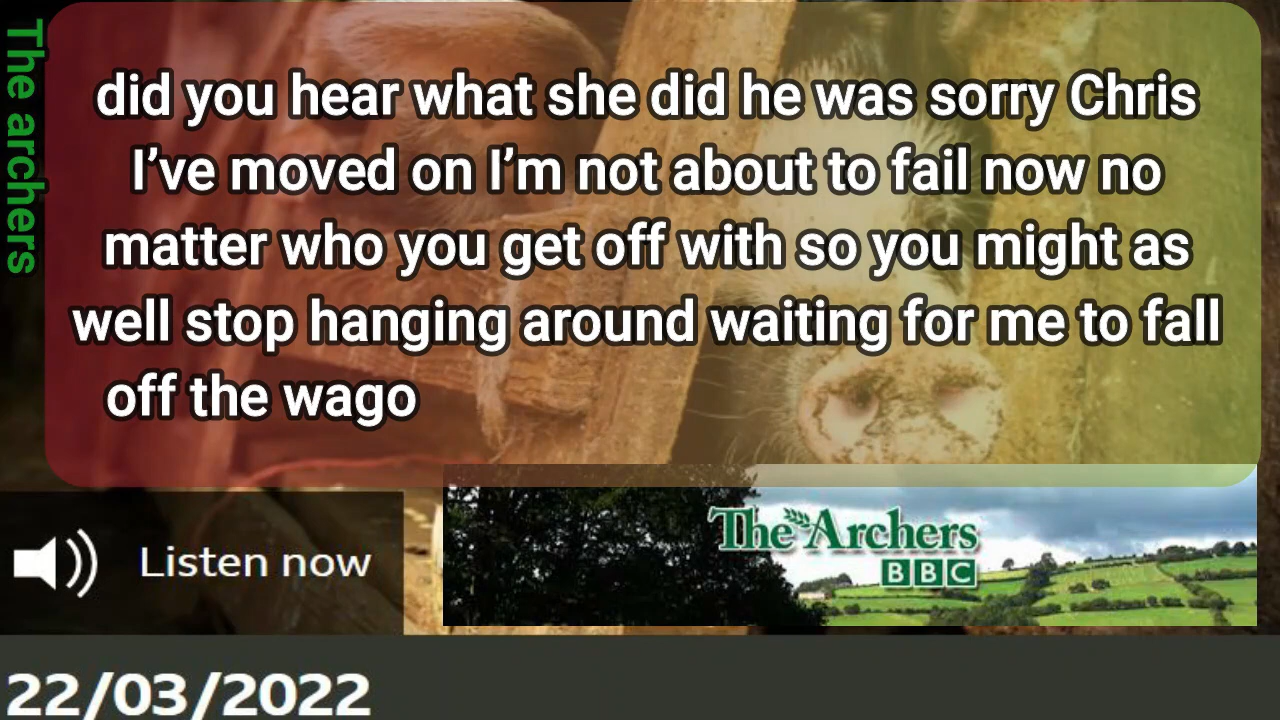 The archers
did you hear what she did he was sorry Chris
I’ve moved on I’m not about to fail now no
matter who you get off with so you might as
well stop hanging around waiting for me to fall
off the wago
The Archers
BBC
Listen now
22/03/2022